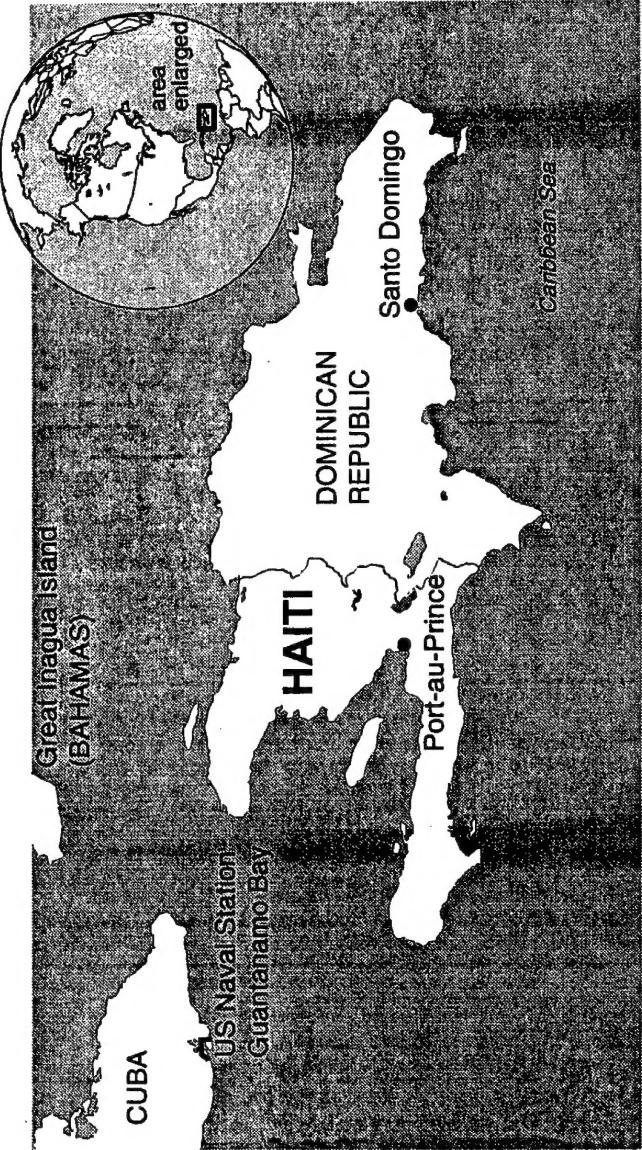 area
enlarged
Great Inagua Island
(BAHAMAS)
CUBA
US Naval Station
Guantanamo Bay
HAITI
Port-au-Prince
DOMINICAN
REPUBLIC
Santo Domingo
Caribbean Sea